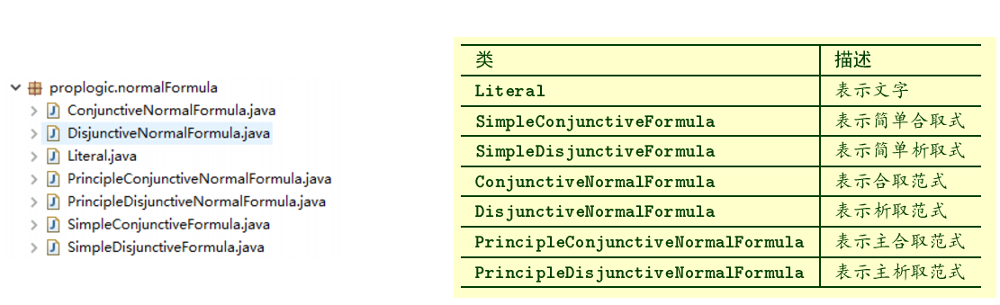 proplogic.normalFormula
ConjunctiveNormalFormula.java
DisjunctiveNormalFormula.java
Literal.java
PrincipleConjunctiveNormalFormula.java
PrincipleDisjunctiveNormalFormula.java
SimpleConjunctiveFormula.java
SimpleDisjunctiveFormula.java
类 描述
Literal 表示文字
SimpleConjunctiveFormula 表示简单合取式
SimpleDisjunctiveFormula 表示简单析取式
ConjunctiveNormalFormula 表示合取范式
DisjunctiveNormalFormula 表示析取范式
PrincipleConjunctiveNormalFormula 表示主合取范式
PrincipleDisjunctiveNormalFormula 表示主析取范式